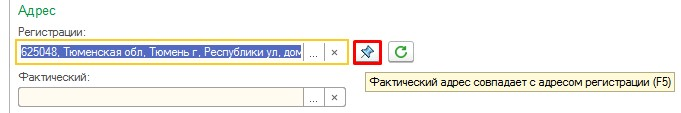 Адрес
Регистрации:
625048, Тюменская обл, Тюмень г, Республики ул, дом ... ×
Фактический адрес совпадает с адресом регистрации (F5)
Фактический:
... ×